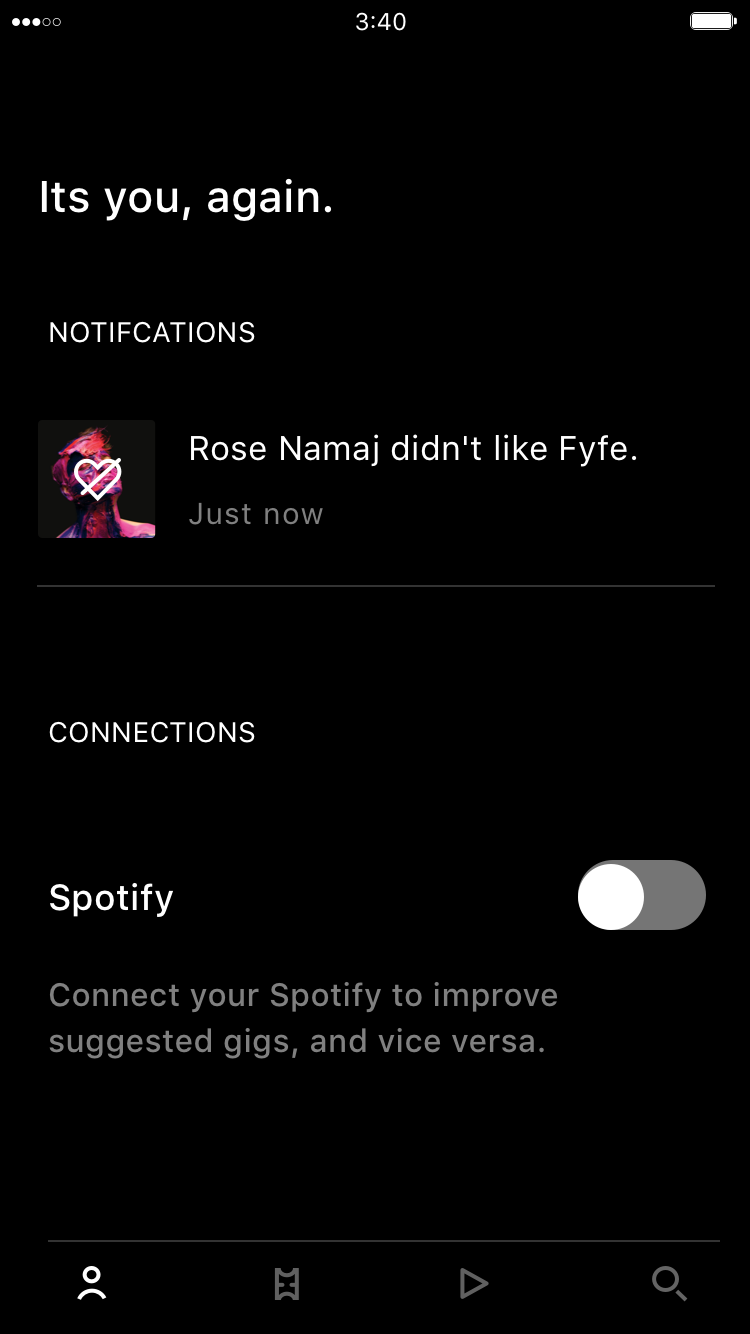 3:40
Its you, again.
NOTIFCATIONS
Rose Namaj didn't like Fyfe.
Just now
CONNECTIONS
Spotify
Connect your Spotify to improve
suggested gigs, and vice versa.